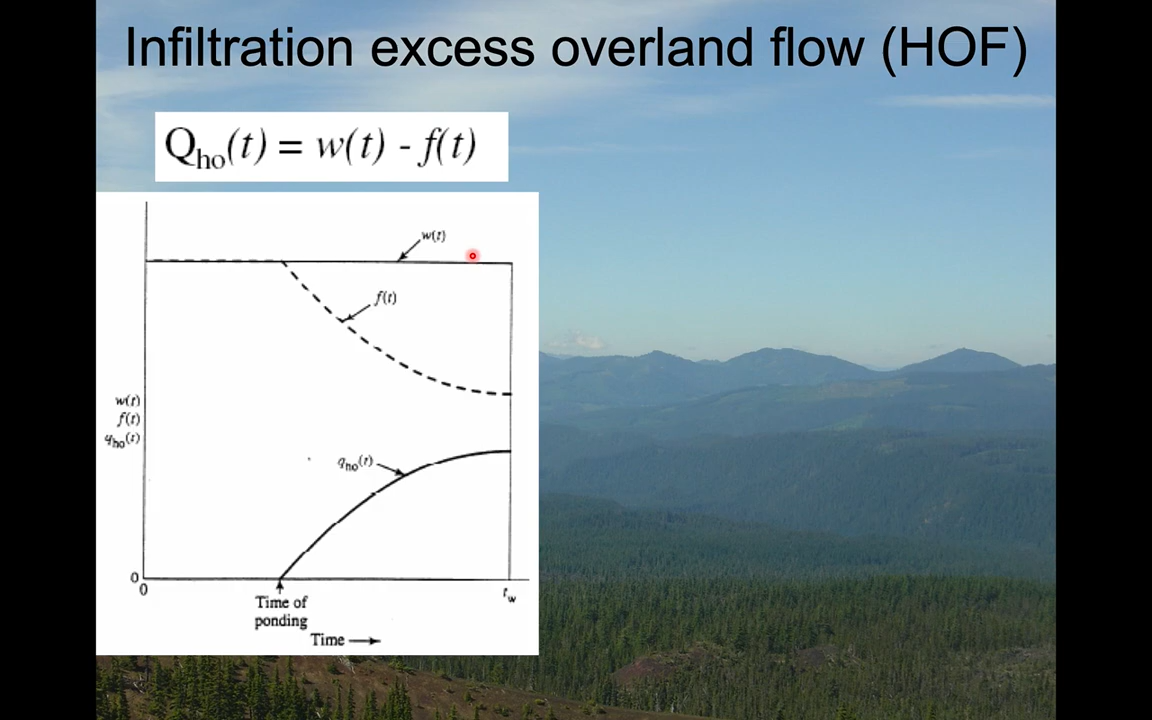 Infiltration excess overland flow (HOF)
Qho(t) = w(t) - f(t)
w(t)
f(t)
w(t)
f(t)
qho(t)
qho(t)
0
0
tw
Time of
ponding
Time